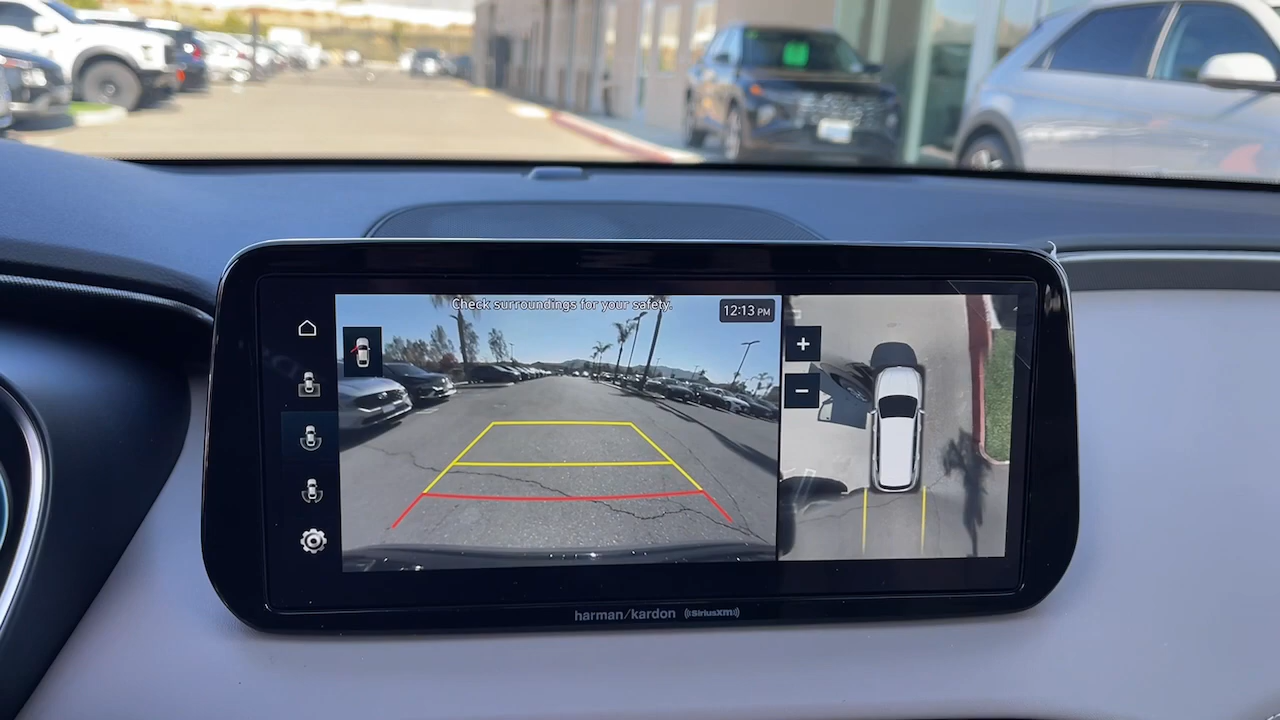 Check surroundings for your safety.
12:13 PM
+
−
harman/kardon
((SiriusXM))